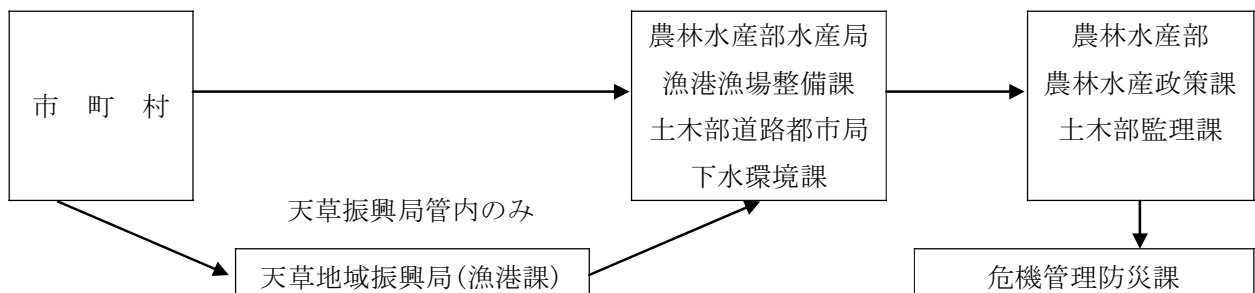 市 町 村
農林水産部水産局
漁港漁場整備課
土木部道路都市局
下水環境課
農林水産部
農林水産政策課
土木部監理課
天草振興局管内のみ
天草地域振興局(漁港課)
危機管理防災課